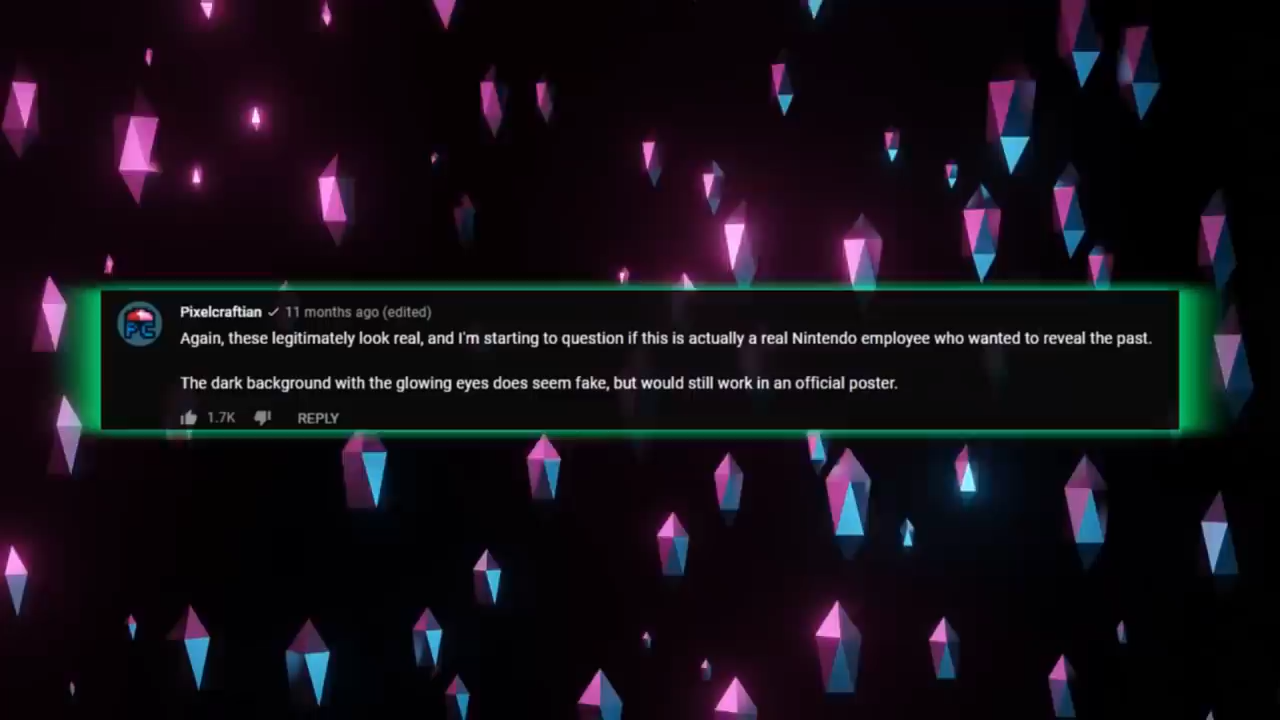 Pixelcraftian ✓ 11 months ago (edited)
Again, these legitimately look real, and I'm starting to question if this is actually a real Nintendo employee who wanted to reveal the past.
The dark background with the glowing eyes does seem fake, but would still work in an official poster.
1.7K REPLY
PC